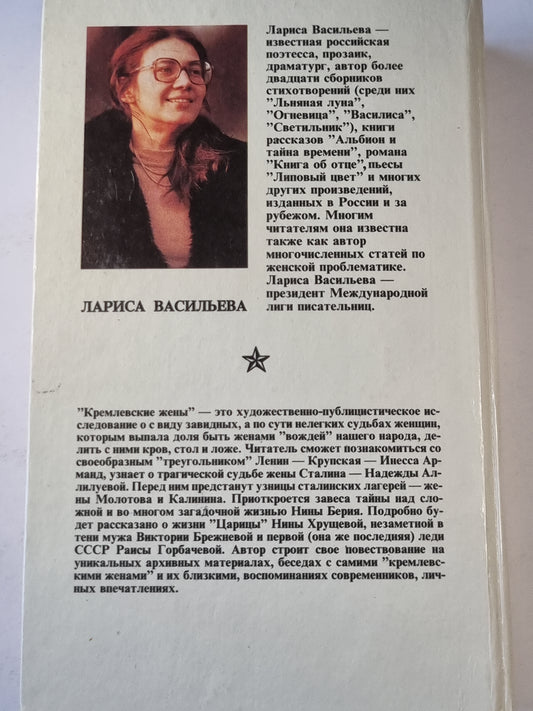 Лариса Васильева —
известная российская
поэтесса, прозаик,
драматург, автор более
двадцати сборников
стихотворений (среди них
"Льняная луна",
"Огневица", "Василиса",
"Светильник"), книги
рассказов "Альбион и
тайна времени", романа
"Книга об отце", пьесы
"Липовый цвет" и многих
других произведений,
изданных в России и за
рубежом. Многим
читателям она известна
также как автор
многочисленных статей по
женской проблематике.
Лариса Васильева —
президент Международной
лиги писательниц.
ЛАРИСА ВАСИЛЬЕВА
"Кремлевские жены" — это художественно-публицистическое ис-
следование о с виду завидных, а по сути нелегких судьбах женщин,
которым выпала доля быть женами "вождей" нашего народа, де-
лить с ними кров, стол и ложе. Читатель сможет познакомиться со
своеобразным "треугольником" Ленин — Крупская — Инесса Ар-
манд, узнает о трагической судьбе жены Сталина — Надежды Ал-
лилуевой. Перед ним предстанут узницы сталинских лагерей — же-
ны Молотова и Калинина. Приоткроется завеса тайны над слож-
ной и во многом загадочной жизнью Нины Берия. Подробно бу-
дет рассказано о жизни "Царицы" Нины Хрущевой, незаметной в
тени мужа Виктории Брежневой и первой (она же последняя) леди
СССР Раисы Горбачевой. Автор строит свое повествование на
уникальных архивных материалах, беседах с самими "кремлевс-
кими женами" и их близкими, воспоминаниях современников, лич-
ных впечатлениях.